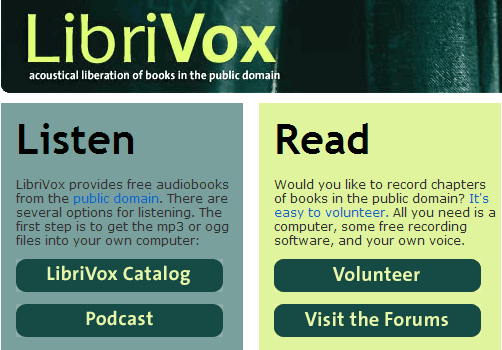 LibriVox
acoustical liberation of books in the public domain
Listen
LibriVox provides free audiobooks
from the public domain. There are
several options for listening. The
first step is to get the mp3 or ogg
files into your own computer:
LibriVox Catalog
Podcast
Read
Would you like to record chapters
of books in the public domain? It's
easy to volunteer. All you need is a
computer, some free recording
software, and your own voice.
Volunteer
Visit the Forums